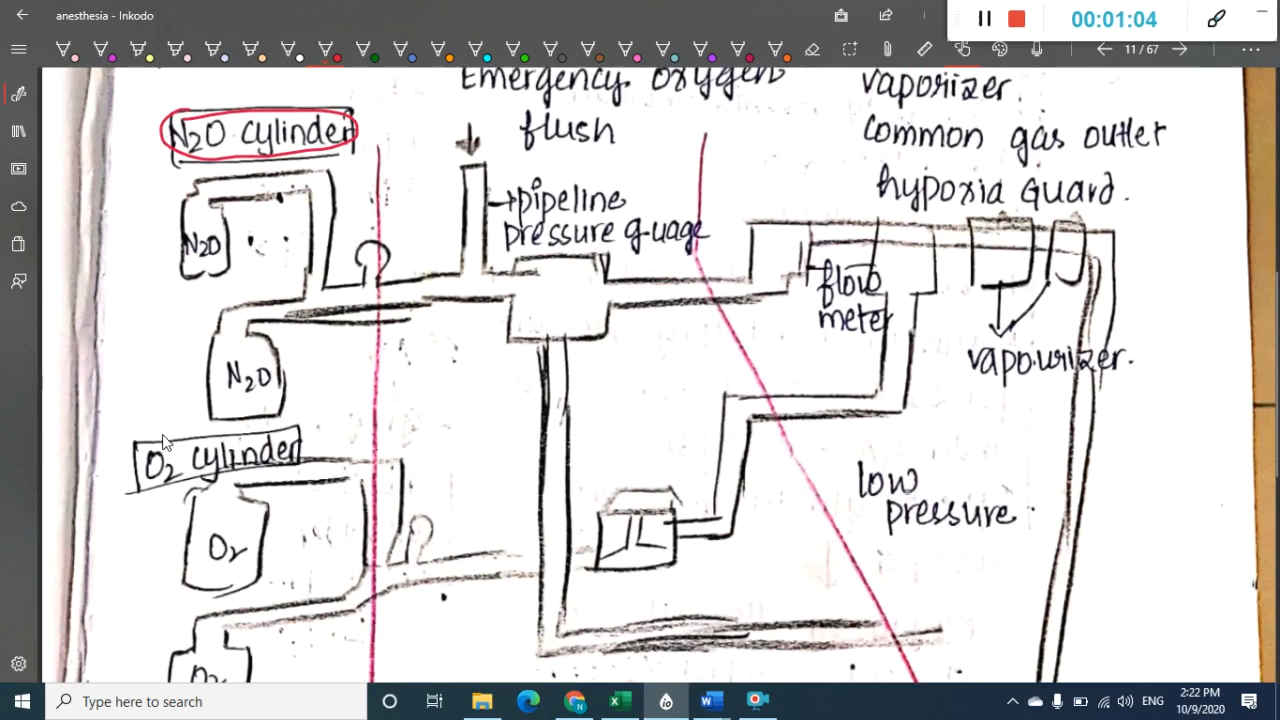 anesthesia - Inkodo
00:01:04
11 / 67
Emergency oxygen
flush
vaporizer.
common gas outlet
hypoxia guard.
N2O cylinder
pipeline
pressure guage
N2O
flow
meter
vapourizer.
N2O
O2 cylinder
low
pressure
O2
O2
Type here to search
ENG
2:22 PM
10/9/2020